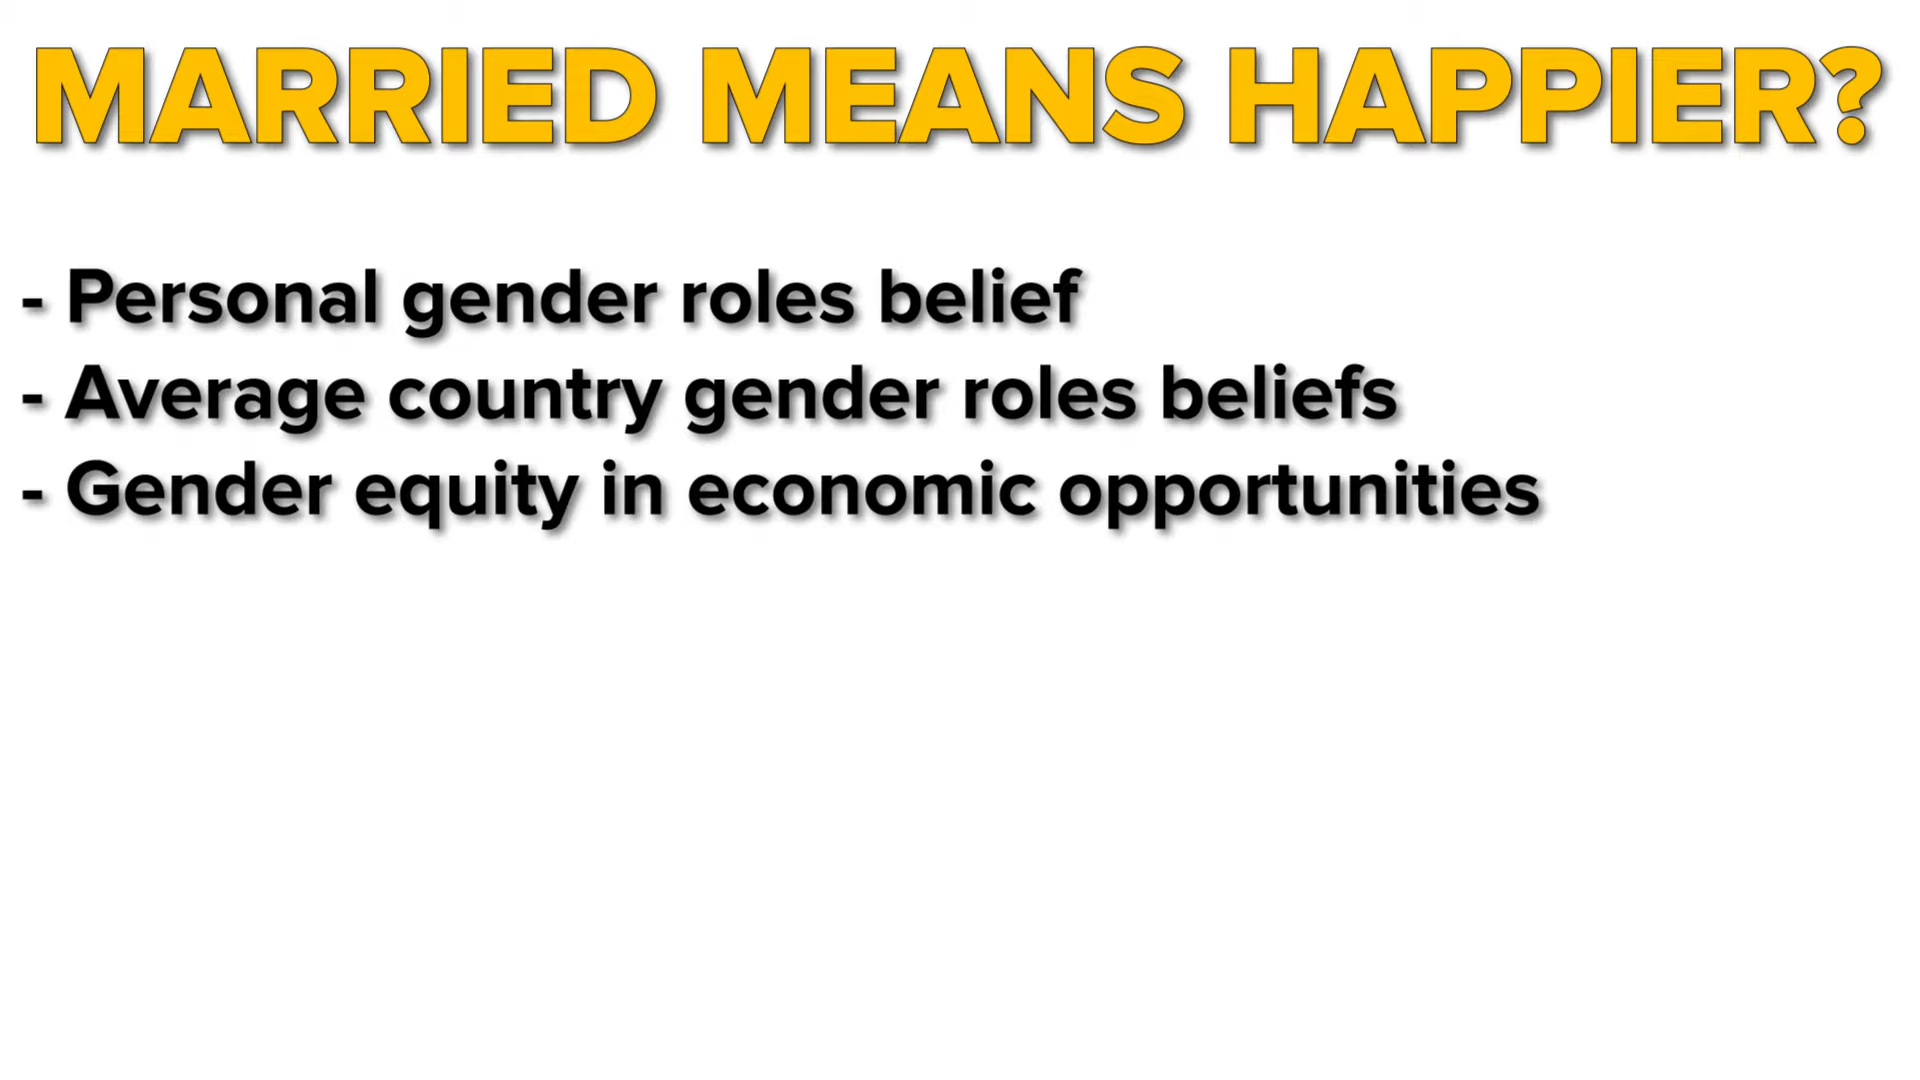 MARRIED MEANS HAPPIER?
- Personal gender roles belief
- Average country gender roles beliefs
- Gender equity in economic opportunities